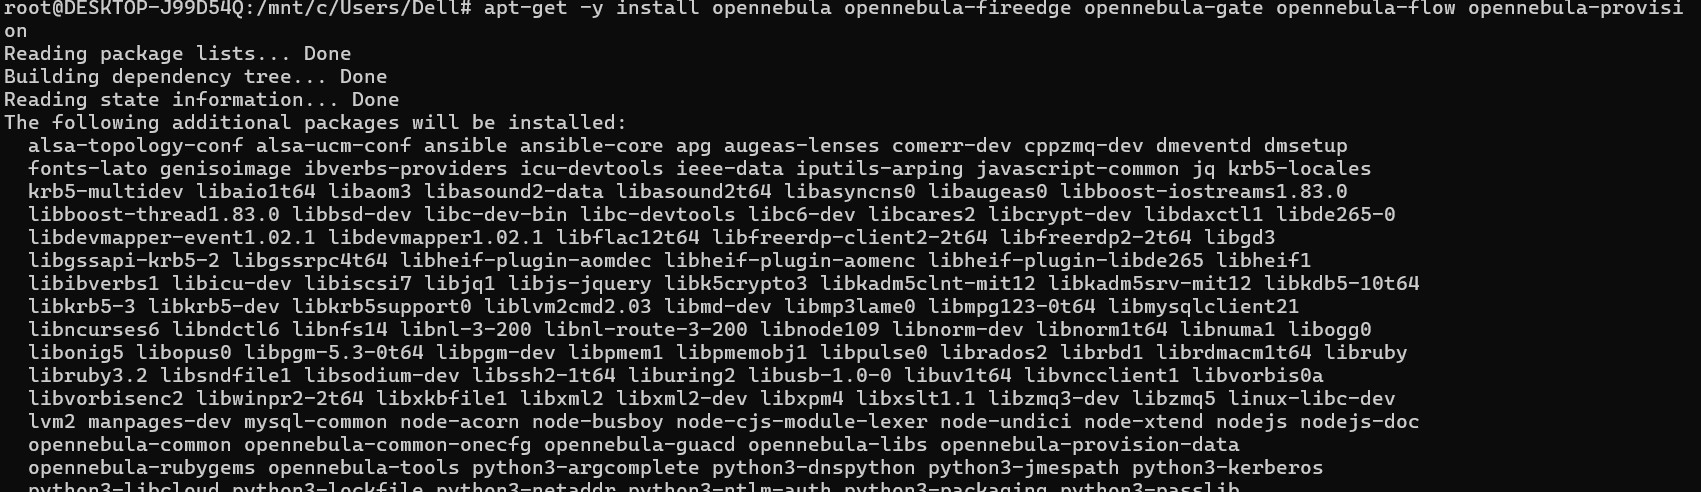 root@DESKTOP-J99D54Q:/mnt/c/Users/Dell# apt-get -y install opennebula opennebula-fireedge opennebula-gate opennebula-flow opennebula-provisi
on
Reading package lists... Done
Building dependency tree... Done
Reading state information... Done
The following additional packages will be installed:
  alsa-topology-conf alsa-ucm-conf ansible ansible-core apg augeas-lenses comerr-dev cppzmq-dev dmeventd dmsetup
  fonts-lato genisoimage ibverbs-providers icu-devtools ieee-data iputils-arping javascript-common jq krb5-locales
  krb5-multidev libaio1t64 libaom3 libasound2-data libasound2t64 libasyncns0 libaugeas0 libboost-iostreams1.83.0
  libboost-thread1.83.0 libbsd-dev libc-dev-bin libc-devtools libc6-dev libcares2 libcrypt-dev libdaxctl1 libde265-0
  libdevmapper-event1.02.1 libdevmapper1.02.1 libflac12t64 libfreerdp-client2-2t64 libfreerdp2-2t64 libgd3
  libgssapi-krb5-2 libgssrpc4t64 libheif-plugin-aomdec libheif-plugin-aomenc libheif-plugin-libde265 libheif1
  libibverbs1 libicu-dev libiscsi7 libjq1 libjs-jquery libk5crypto3 libkadm5clnt-mit12 libkadm5srv-mit12 libkdb5-10t64
  libkrb5-3 libkrb5-dev libkrb5support0 liblvm2cmd2.03 libmd-dev libmp3lame0 libmpg123-0t64 libmysqlclient21
  libncurses6 libndctl6 libnfs14 libnl-3-200 libnl-route-3-200 libnode109 libnorm-dev libnorm1t64 libnuma1 libogg0
  libonig5 libopus0 libpgm-5.3-0t64 libpgm-dev libpmem1 libpmemobj1 libpulse0 librados2 librbd1 librdmacm1t64 libruby
  libruby3.2 libsndfile1 libsodium-dev libssh2-1t64 liburing2 libusb-1.0-0 libuv1t64 libvncclient1 libvorbis0a
  libvorbisenc2 libwinpr2-2t64 libxkbfile1 libxml2 libxml2-dev libxpm4 libxslt1.1 libzmq3-dev libzmq5 linux-libc-dev
  lvm2 manpages-dev mysql-common node-acorn node-busboy node-cjs-module-lexer node-undici node-xtend nodejs nodejs-doc
  opennebula-common opennebula-common-onecfg opennebula-guacd opennebula-libs opennebula-provision-data
  opennebula-rubygems opennebula-tools python3-argcomplete python3-dnspython python3-jmespath python3-kerberos
  python3-libcloud python3-lockfile python3-netaddr python3-ntlm-auth python3-packaging python3-passlib